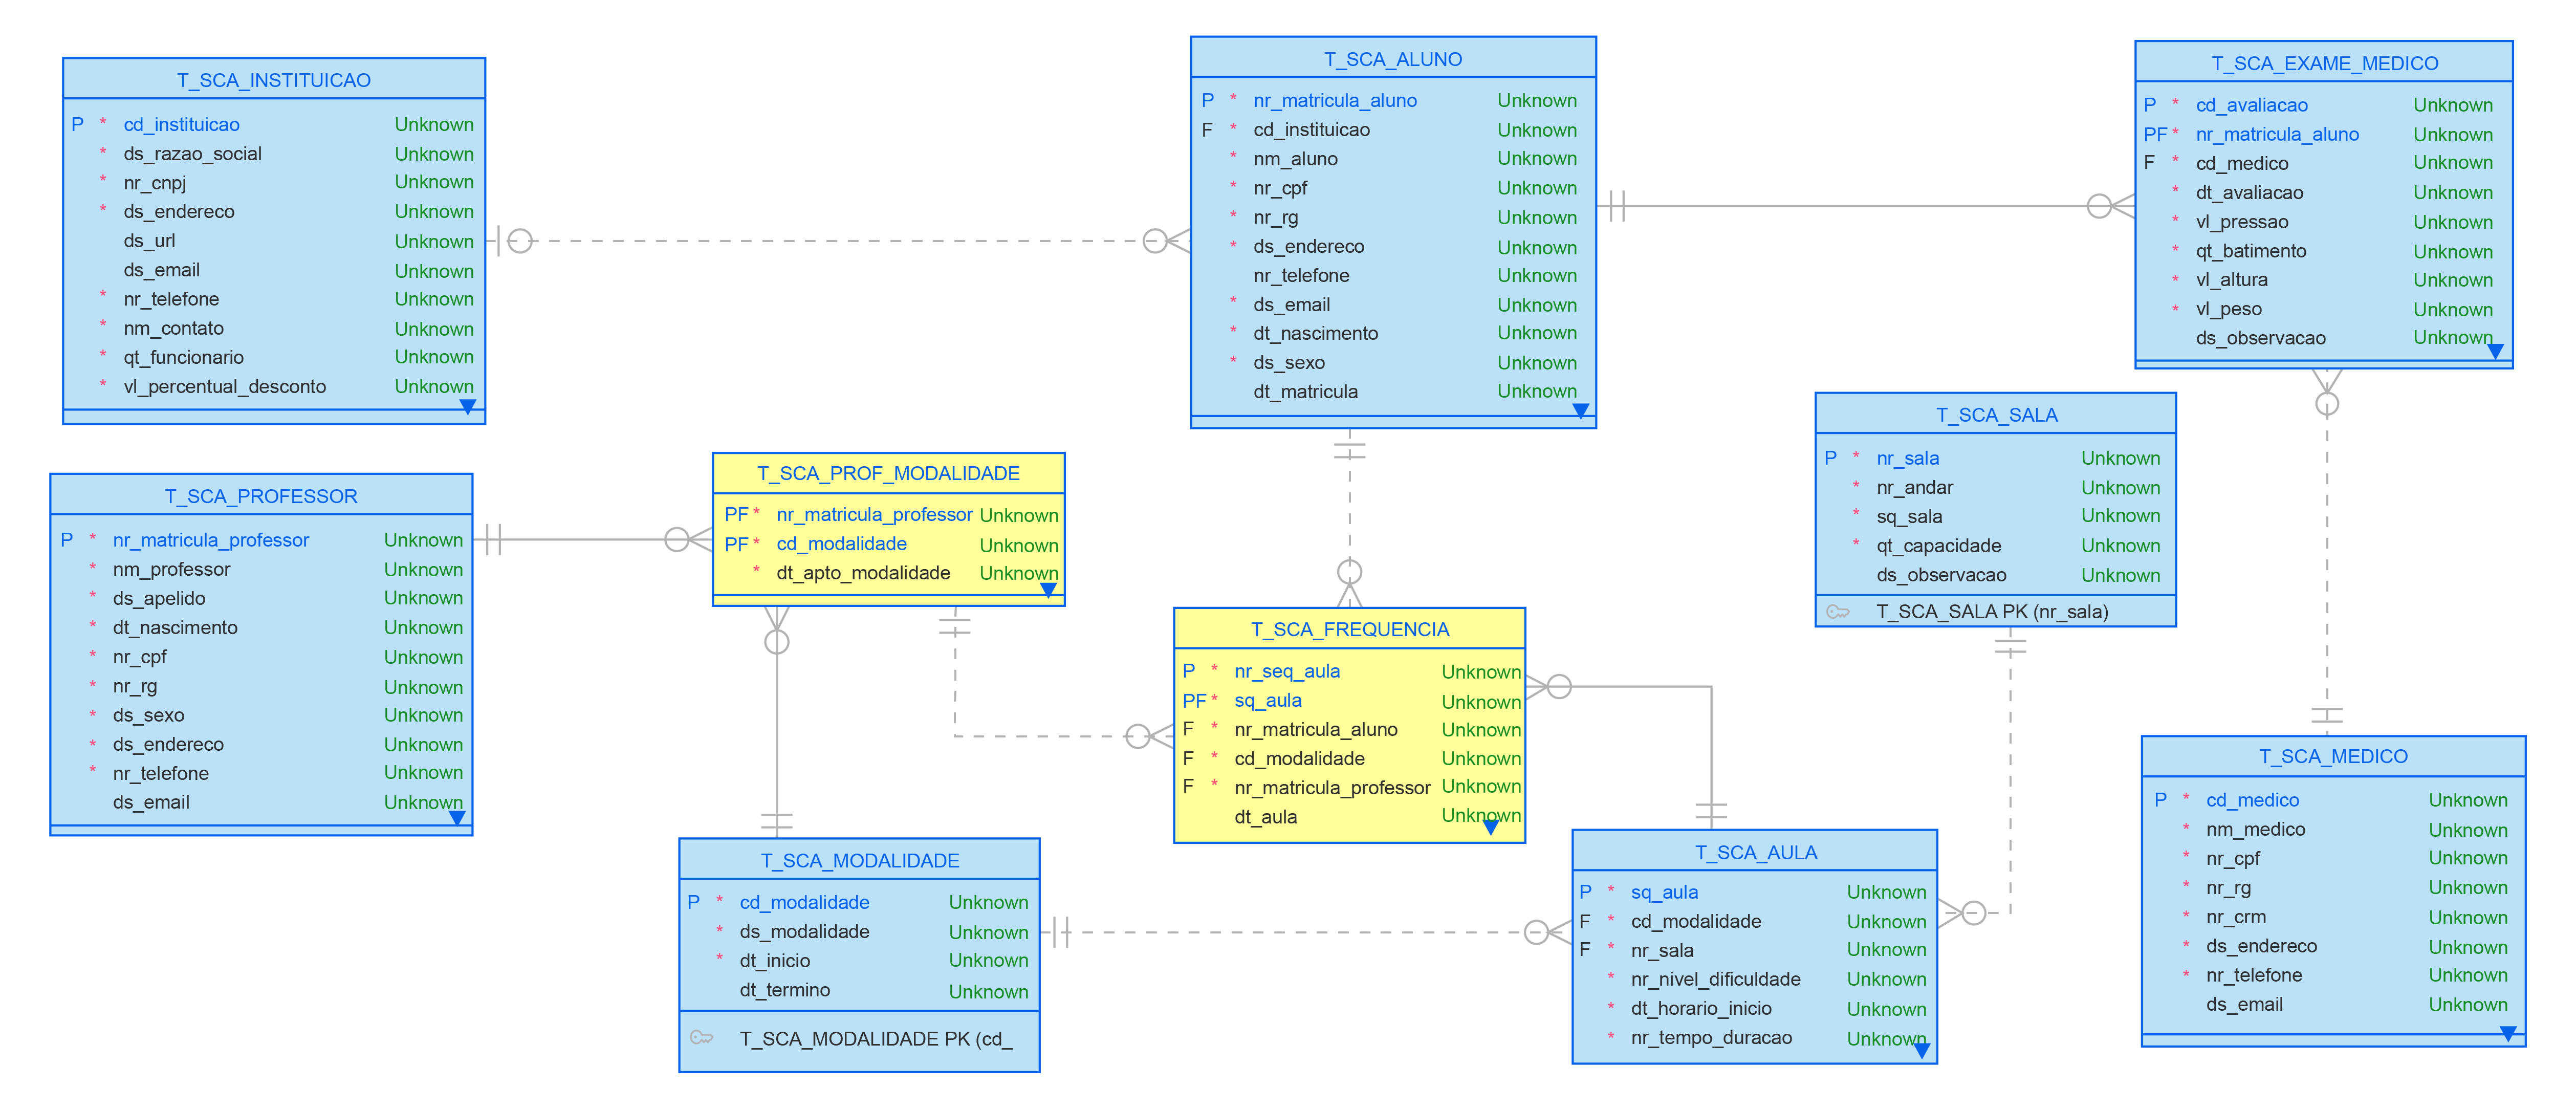 T_SCA_INSTITUICAO
P * cd_instituicao Unknown
* ds_razao_social Unknown
* nr_cnpj Unknown
* ds_endereco Unknown
ds_url Unknown
ds_email Unknown
* nr_telefone Unknown
* nm_contato Unknown
* qt_funcionario Unknown
* vl_percentual_desconto Unknown
T_SCA_ALUNO
P * nr_matricula_aluno Unknown
F * cd_instituicao Unknown
* nm_aluno Unknown
* nr_cpf Unknown
* nr_rg Unknown
* ds_endereco Unknown
nr_telefone Unknown
* ds_email Unknown
* dt_nascimento Unknown
* ds_sexo Unknown
dt_matricula Unknown
T_SCA_EXAME_MEDICO
P * cd_avaliacao Unknown
PF * nr_matricula_aluno Unknown
F * cd_medico Unknown
* dt_avaliacao Unknown
* vl_pressao Unknown
* qt_batimento Unknown
* vl_altura Unknown
* vl_peso Unknown
ds_observacao Unknown
T_SCA_PROFESSOR
P * nr_matricula_professor Unknown
* nm_professor Unknown
* ds_apelido Unknown
* dt_nascimento Unknown
* nr_cpf Unknown
* nr_rg Unknown
* ds_sexo Unknown
* ds_endereco Unknown
* nr_telefone Unknown
ds_email Unknown
T_SCA_PROF_MODALIDADE
PF * nr_matricula_professor Unknown
PF * cd_modalidade Unknown
* dt_apto_modalidade Unknown
T_SCA_SALA
P * nr_sala Unknown
* nr_andar Unknown
* sq_sala Unknown
* qt_capacidade Unknown
ds_observacao Unknown
T_SCA_SALA PK (nr_sala)
T_SCA_FREQUENCIA
P * nr_seq_aula Unknown
PF * sq_aula Unknown
F * nr_matricula_aluno Unknown
F * cd_modalidade Unknown
F * nr_matricula_professor Unknown
dt_aula Unknown
T_SCA_MODALIDADE
P * cd_modalidade Unknown
* ds_modalidade Unknown
* dt_inicio Unknown
dt_termino Unknown
T_SCA_MODALIDADE PK (cd_
T_SCA_AULA
P * sq_aula Unknown
F * cd_modalidade Unknown
F * nr_sala Unknown
* nr_nivel_dificuldade Unknown
* dt_horario_inicio Unknown
* nr_tempo_duracao Unknown
T_SCA_MEDICO
P * cd_medico Unknown
* nm_medico Unknown
* nr_cpf Unknown
* nr_rg Unknown
* nr_crm Unknown
* ds_endereco Unknown
* nr_telefone Unknown
ds_email Unknown